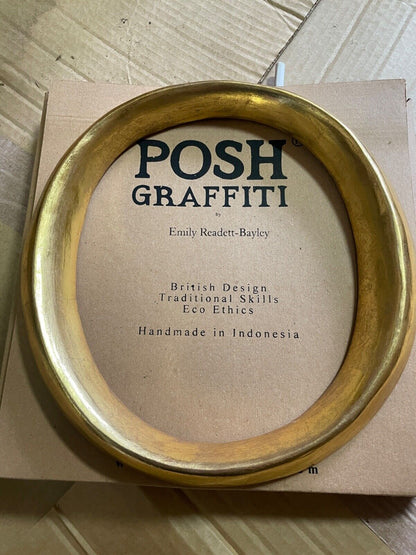 POSH®
GRAFFITI
By
Emily Readett-Bayley
British Design
Traditional Skills
Eco Ethics
Handmade in Indonesia